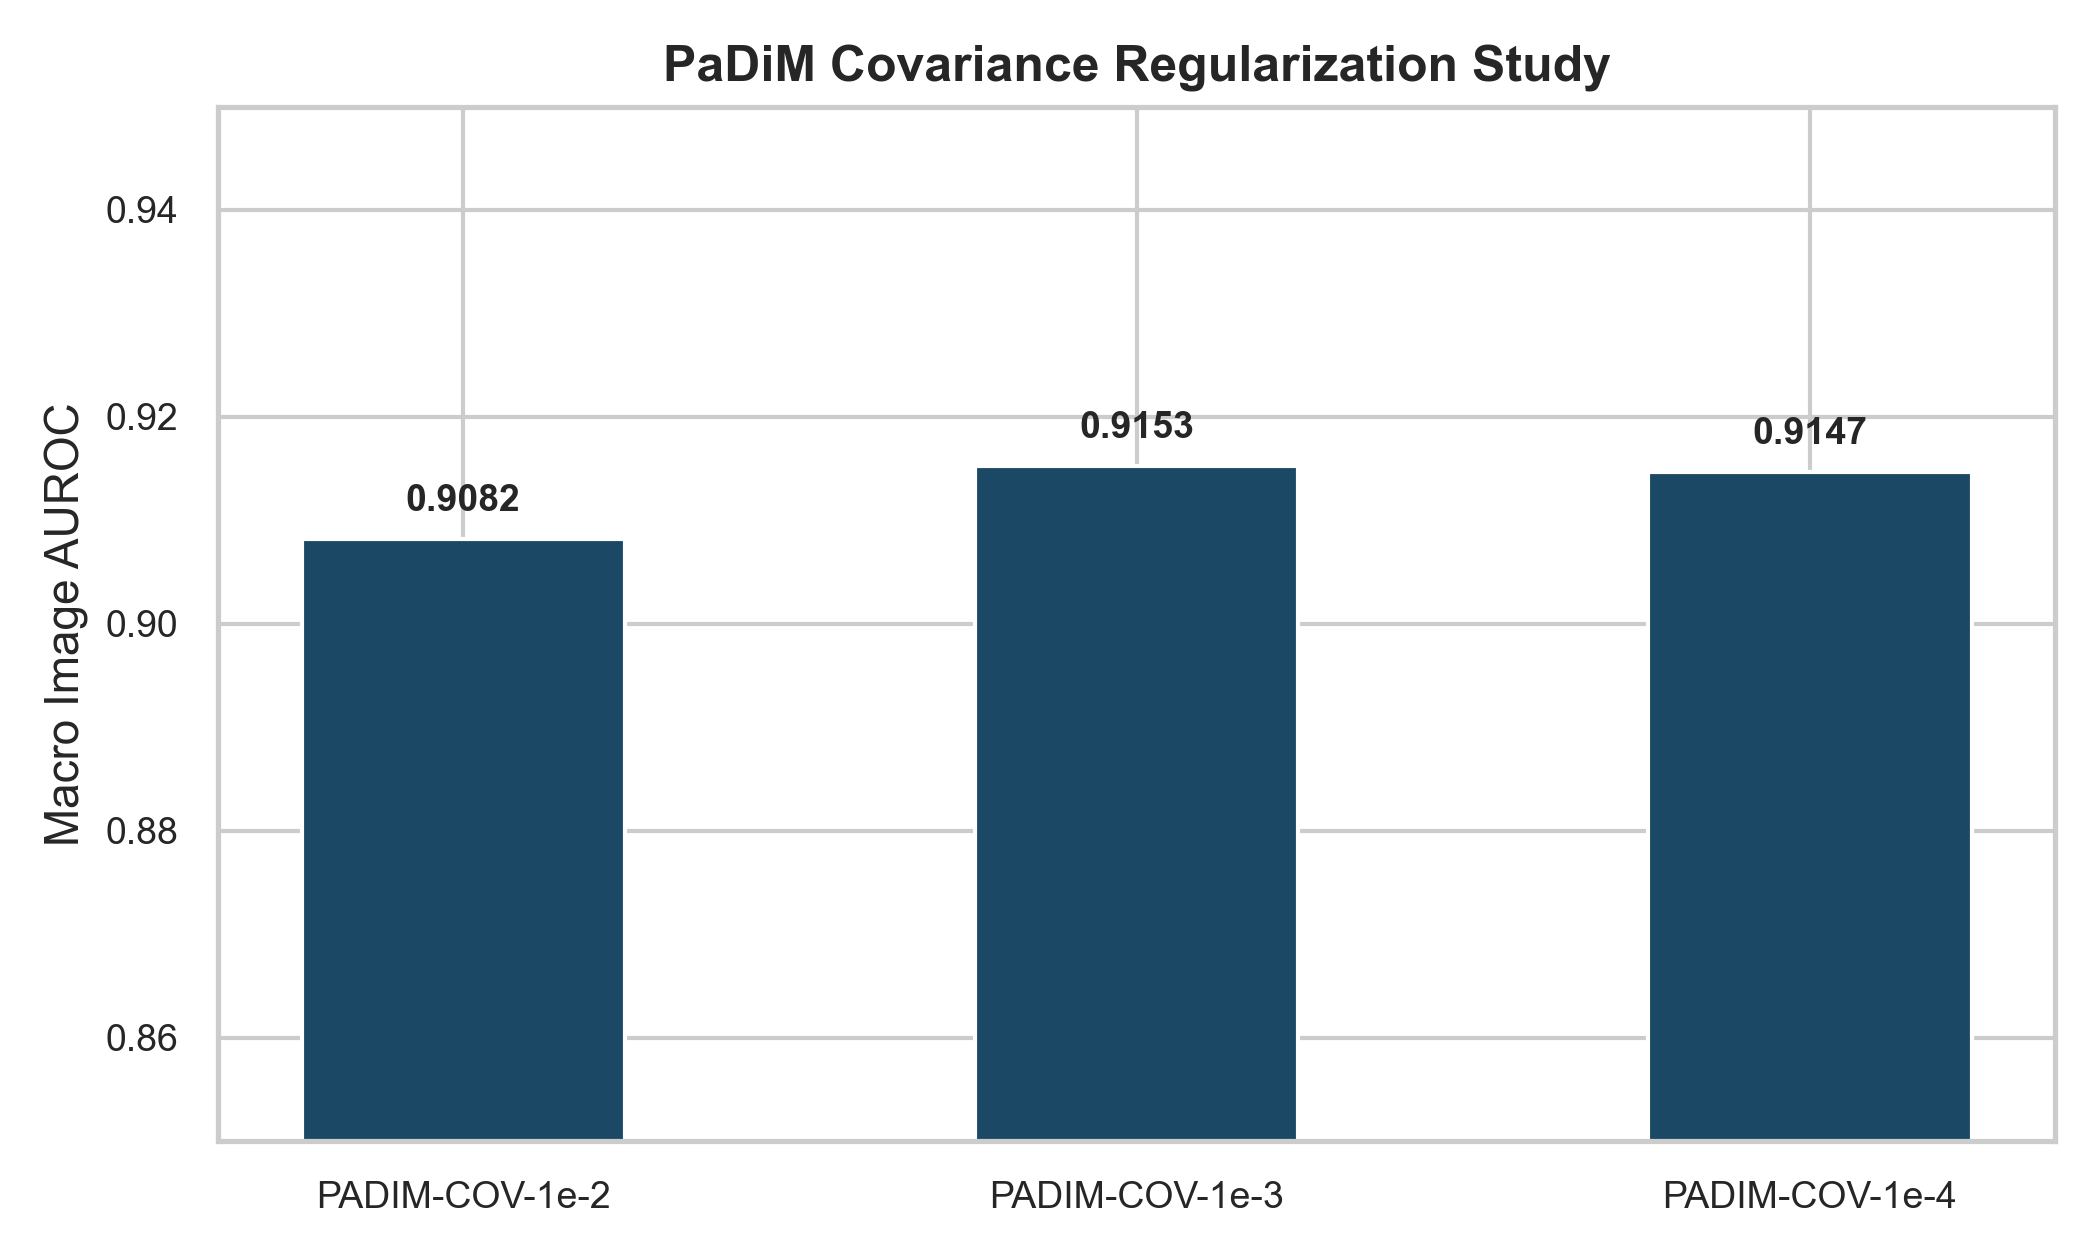 PaDiM Covariance Regularization Study
Macro Image AUROC
0.94
0.92
0.90
0.88
0.86
0.9082
0.9153
0.9147
PADIM-COV-1e-2
PADIM-COV-1e-3
PADIM-COV-1e-4